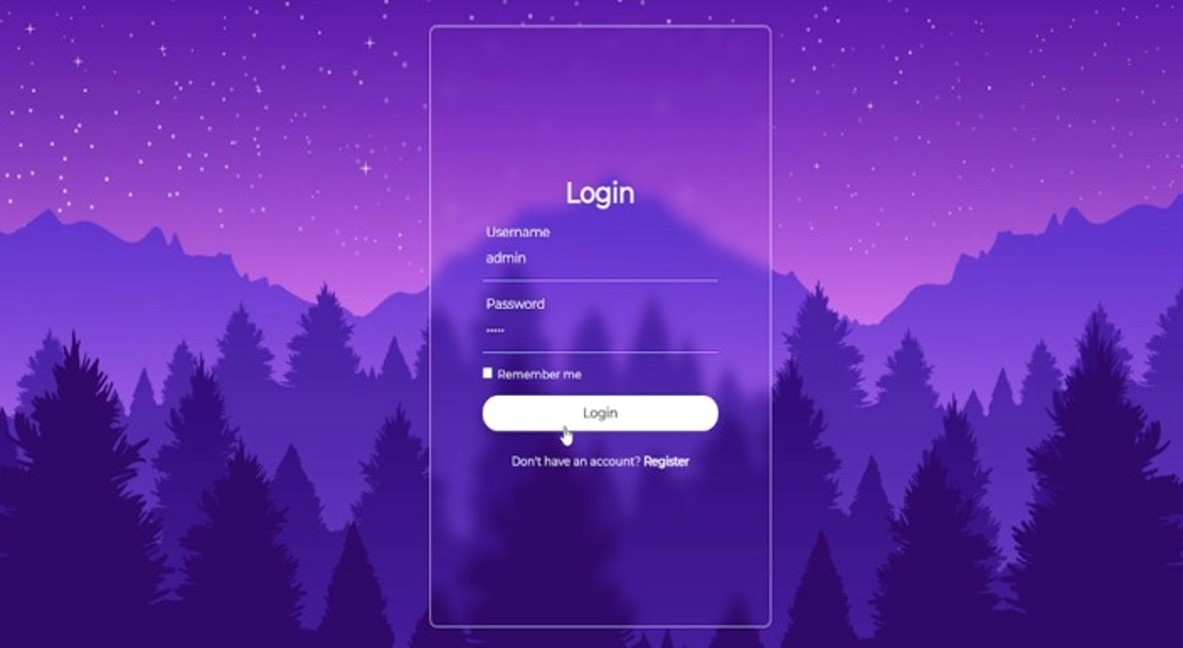 Login
Username
admin
Password
•••••
Remember me
Login
Don't have an account? Register